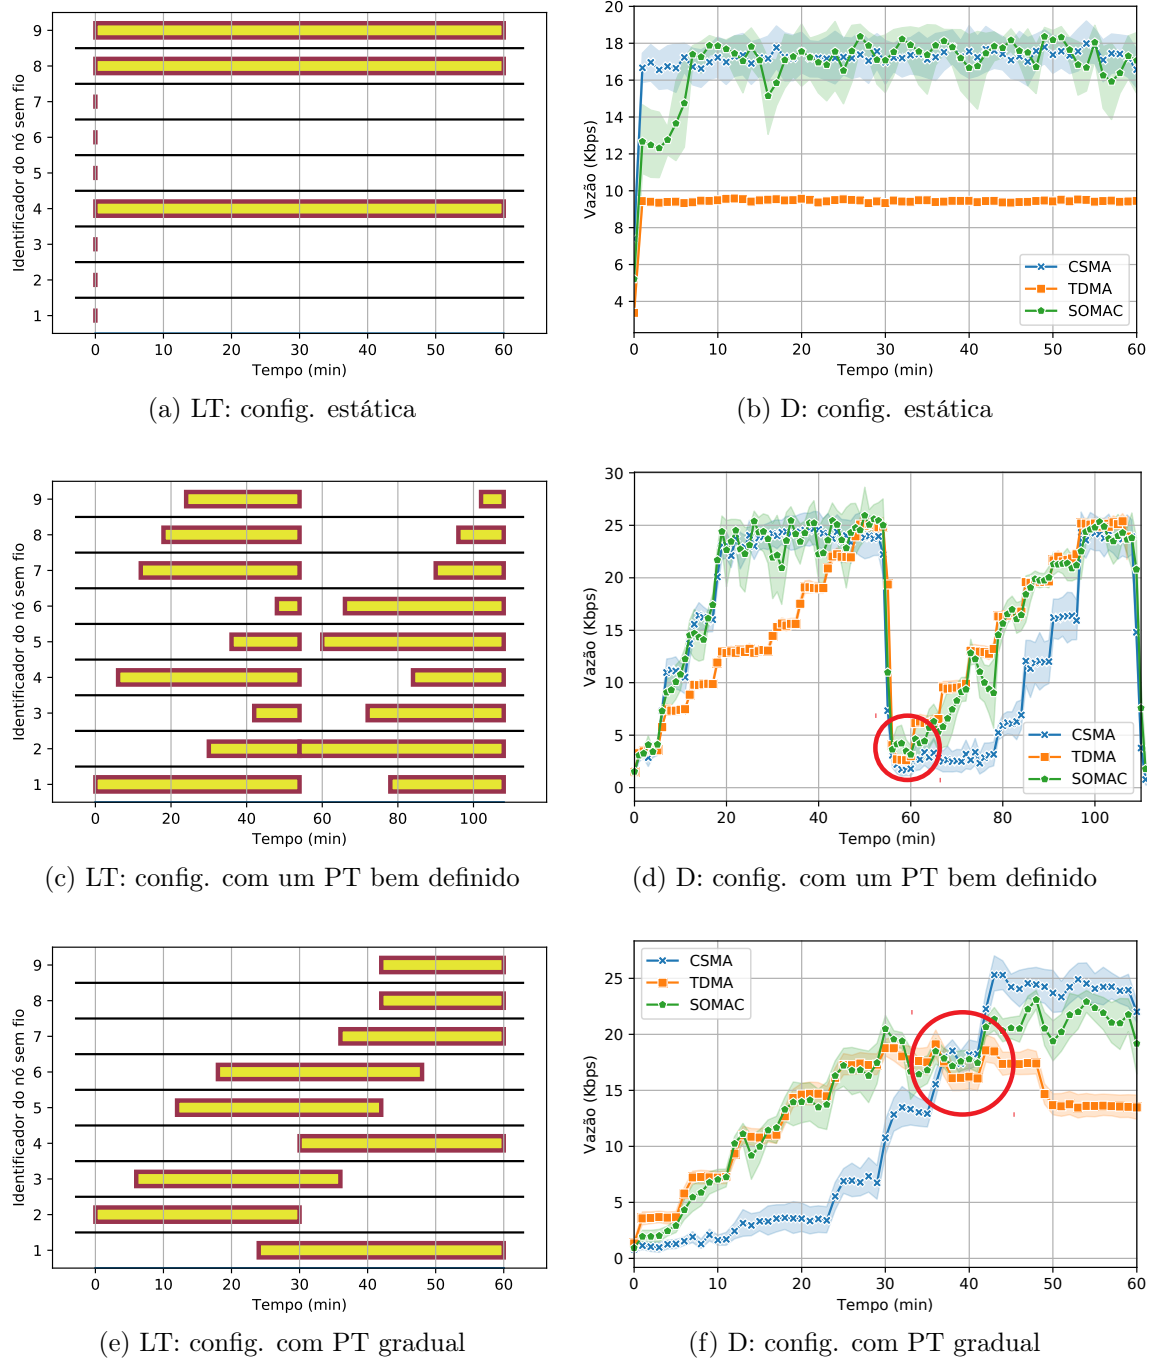 9
8
7
6
5
4
3
2
1
Identificador do nó sem fio
0 10 20 30 40 50 60
Tempo (min)
(a) LT: config. estática
20
18
16
14
12
10
8
6
4
Vazão (Kbps)
CSMA
TDMA
SOMAC
0 10 20 30 40 50 60
Tempo (min)
(b) D: config. estática
9
8
7
6
5
4
3
2
1
Identificador do nó sem fio
0 20 40 60 80 100
Tempo (min)
(c) LT: config. com um PT bem definido
30
25
20
15
10
5
0
Vazão (Kbps)
CSMA
TDMA
SOMAC
0 20 40 60 80 100
Tempo (min)
(d) D: config. com um PT bem definido
9
8
7
6
5
4
3
2
1
Identificador do nó sem fio
0 10 20 30 40 50 60
Tempo (min)
(e) LT: config. com PT gradual
CSMA
TDMA
SOMAC
25
20
15
10
5
0
Vazão (Kbps)
0 10 20 30 40 50 60
Tempo (min)
(f) D: config. com PT gradual